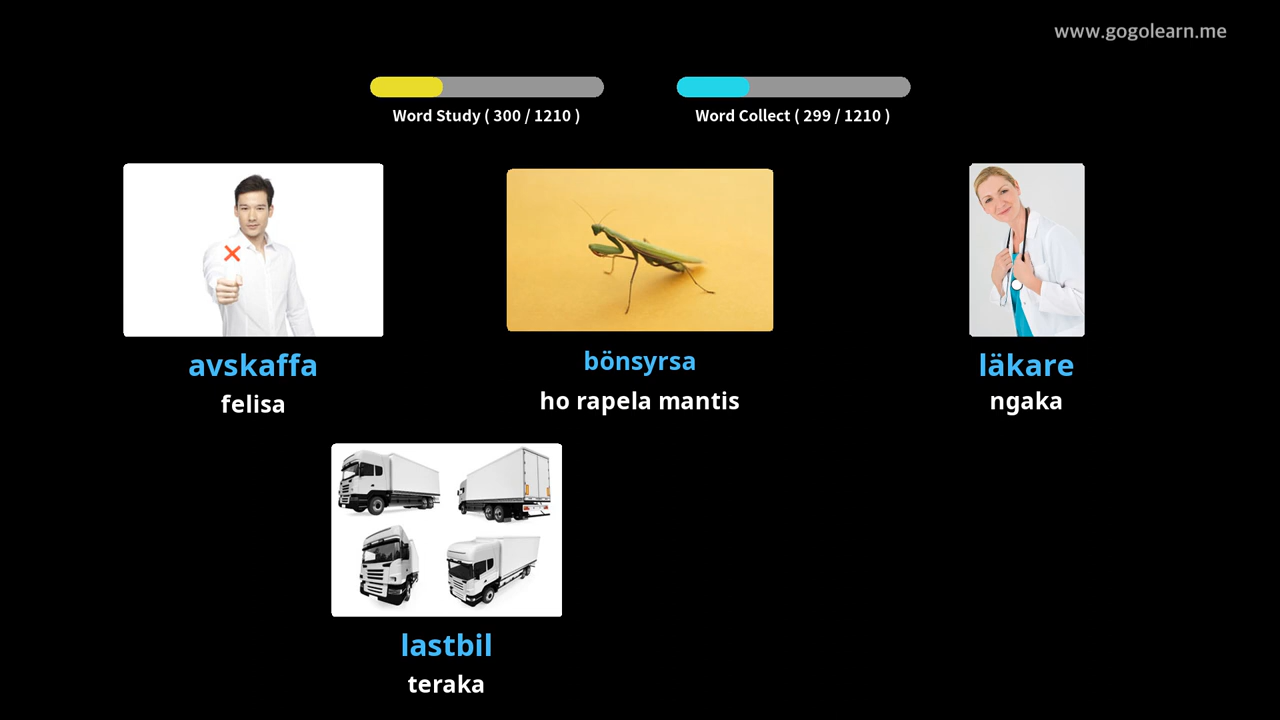 www.gogolearn.me
Word Study ( 300 / 1210 )
Word Collect ( 299 / 1210 )
avskaffa
felisa
bönsyrsa
ho rapela mantis
läkare
ngaka
lastbil
teraka